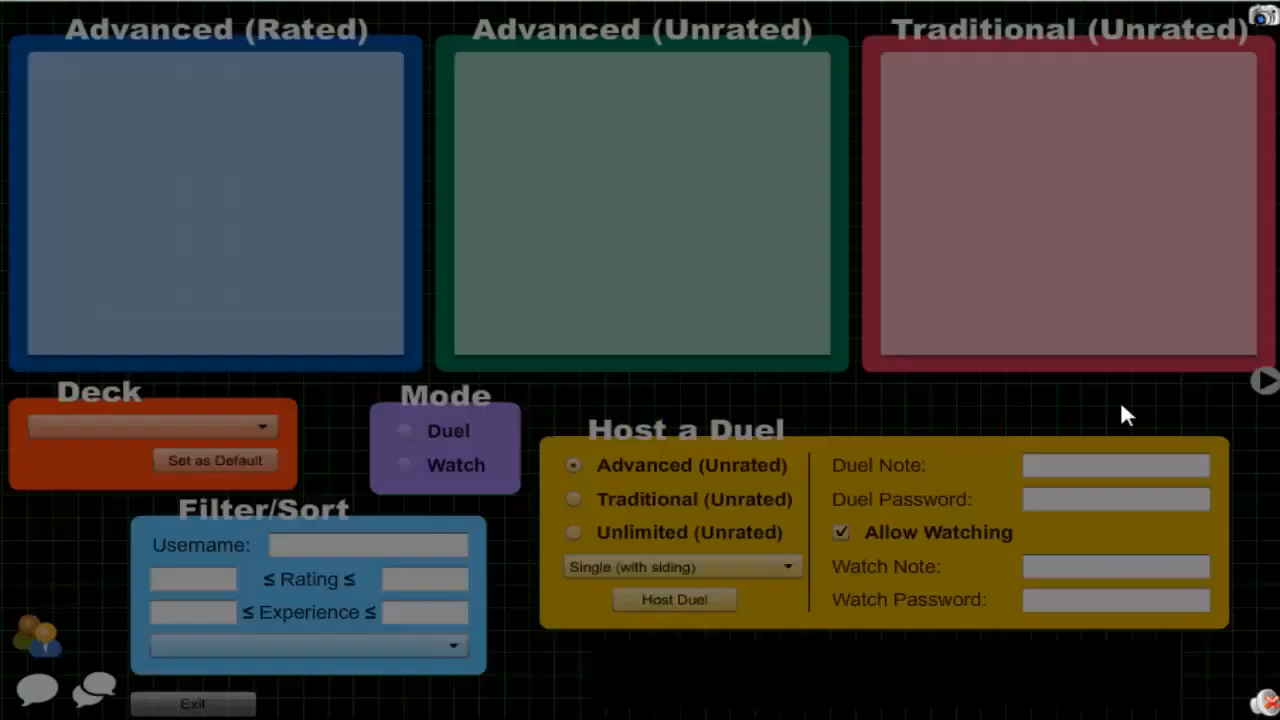 Advanced (Rated)
Advanced (Unrated)
Traditional (Unrated)
Deck
Set as Default
Mode
Duel
Watch
Filter/Sort
Username:
≤ Rating ≤
≤ Experience ≤
Exit
Host a Duel
Advanced (Unrated)
Traditional (Unrated)
Unlimited (Unrated)
Single (with siding)
Host Duel
Duel Note:
Duel Password:
Allow Watching
Watch Note:
Watch Password: